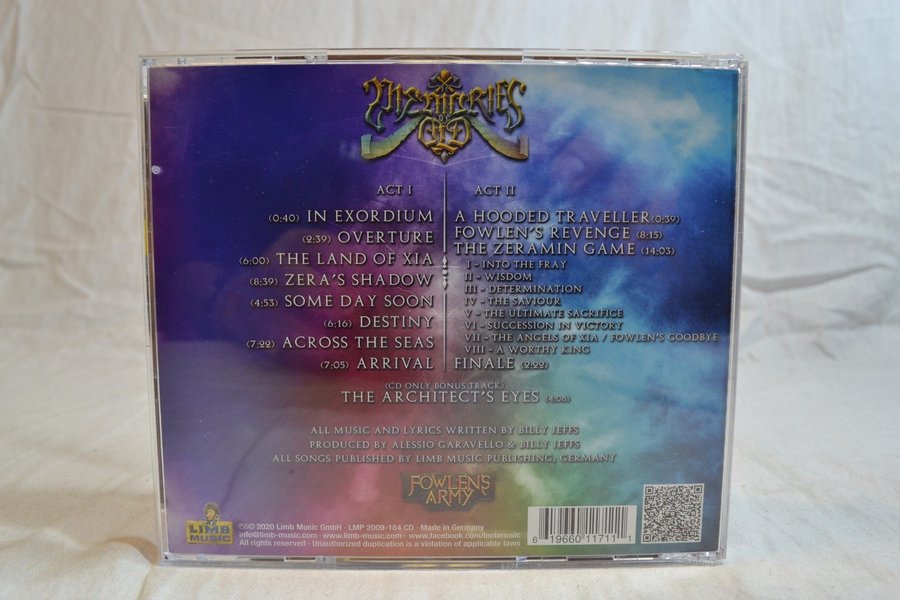 MEMORIES
OF
OLD
ACT I
(0:40) IN EXORDIUM
(2:39) OVERTURE
(6:00) THE LAND OF XIA
(8:39) ZERA'S SHADOW
(4:53) SOME DAY SOON
(6:16) DESTINY
(7:22) ACROSS THE SEAS
(7:05) ARRIVAL
ACT II
A HOODED TRAVELLER (0:39)
FOWLEN'S REVENGE (8:15)
THE ZERAMIN GAME (14:03)
I - INTO THE FRAY
II - WISDOM
III - DETERMINATION
IV - THE SAVIOUR
V - THE ULTIMATE SACRIFICE
VI - SUCCESSION IN VICTORY
VII - THE ANGELS OF XIA / FOWLEN'S GOODBYE
VIII - A WORTHY KING
FINALE (2:22)
(CD ONLY BONUS TRACK)
THE ARCHITECT'S EYES (4:06)
ALL MUSIC AND LYRICS WRITTEN BY BILLY JEFFS
PRODUCED BY ALESSIO GARAVELLO & BILLY JEFFS
ALL SONGS PUBLISHED BY LIMB MUSIC PUBLISHING, GERMANY
FOWLEN'S
ARMY
LIMB
MUSIC
℗© 2020 Limb Music GmbH · LMP 2009-184 CD · Made in Germany
info@limb-music.com · www.limb-music.com · www.facebook.com/limbmusic
All rights reserved · Unauthorized duplication is a violation of applicable laws
6 19660 11711 1